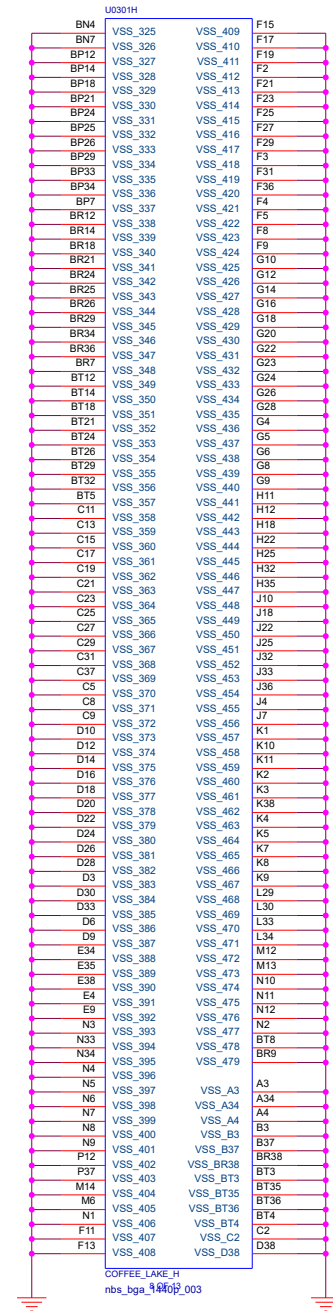 U0301H
BN4 VSS_325 VSS_409 F15
BN7 VSS_326 VSS_410 F17
BP12 VSS_327 VSS_411 F19
BP14 VSS_328 VSS_412 F2
BP18 VSS_329 VSS_413 F21
BP21 VSS_330 VSS_414 F23
BP24 VSS_331 VSS_415 F25
BP25 VSS_332 VSS_416 F27
BP26 VSS_333 VSS_417 F29
BP29 VSS_334 VSS_418 F3
BP33 VSS_335 VSS_419 F31
BP34 VSS_336 VSS_420 F36
BP7 VSS_337 VSS_421 F4
BR12 VSS_338 VSS_422 F5
BR14 VSS_339 VSS_423 F8
BR18 VSS_340 VSS_424 F9
BR21 VSS_341 VSS_425 G10
BR24 VSS_342 VSS_426 G12
BR25 VSS_343 VSS_427 G14
BR26 VSS_344 VSS_428 G16
BR29 VSS_345 VSS_429 G18
BR34 VSS_346 VSS_430 G20
BR36 VSS_347 VSS_431 G22
BR7 VSS_348 VSS_432 G23
BT12 VSS_349 VSS_433 G24
BT14 VSS_350 VSS_434 G26
BT18 VSS_351 VSS_435 G28
BT21 VSS_352 VSS_436 G4
BT24 VSS_353 VSS_437 G5
BT26 VSS_354 VSS_438 G6
BT29 VSS_355 VSS_439 G8
BT32 VSS_356 VSS_440 G9
BT5 VSS_357 VSS_441 H11
C11 VSS_358 VSS_442 H12
C13 VSS_359 VSS_443 H18
C15 VSS_360 VSS_444 H22
C17 VSS_361 VSS_445 H25
C19 VSS_362 VSS_446 H32
C21 VSS_363 VSS_447 H35
C23 VSS_364 VSS_448 J10
C25 VSS_365 VSS_449 J18
C27 VSS_366 VSS_450 J22
C29 VSS_367 VSS_451 J25
C31 VSS_368 VSS_452 J32
C37 VSS_369 VSS_453 J33
C5 VSS_370 VSS_454 J36
C8 VSS_371 VSS_455 J4
C9 VSS_372 VSS_456 J7
D10 VSS_373 VSS_457 K1
D12 VSS_374 VSS_458 K10
D14 VSS_375 VSS_459 K11
D16 VSS_376 VSS_460 K2
D18 VSS_377 VSS_461 K3
D20 VSS_378 VSS_462 K38
D22 VSS_379 VSS_463 K4
D24 VSS_380 VSS_464 K5
D26 VSS_381 VSS_465 K7
D28 VSS_382 VSS_466 K8
D3 VSS_383 VSS_467 K9
D30 VSS_384 VSS_468 L29
D33 VSS_385 VSS_469 L30
D6 VSS_386 VSS_470 L33
D9 VSS_387 VSS_471 L34
E34 VSS_388 VSS_472 M12
E35 VSS_389 VSS_473 M13
E38 VSS_390 VSS_474 N10
E4 VSS_391 VSS_475 N11
E9 VSS_392 VSS_476 N12
N3 VSS_393 VSS_477 N2
N33 VSS_394 VSS_478 BT8
N34 VSS_395 VSS_479 BR9
N4 VSS_396
N5 VSS_397 VSS_A3 A3
N6 VSS_398 VSS_A34 A34
N7 VSS_399 VSS_A4 A4
N8 VSS_400 VSS_B3 B3
N9 VSS_401 VSS_B37 B37
P12 VSS_402 VSS_BR38 BR38
P37 VSS_403 VSS_BT3 BT3
M14 VSS_404 VSS_BT35 BT35
M6 VSS_405 VSS_BT36 BT36
N1 VSS_406 VSS_BT4 BT4
F11 VSS_407 VSS_C2 C2
F13 VSS_408 VSS_D38 D38
COFFEE_LAKE_H
8 OF 13
nbs_bga_1440p_003